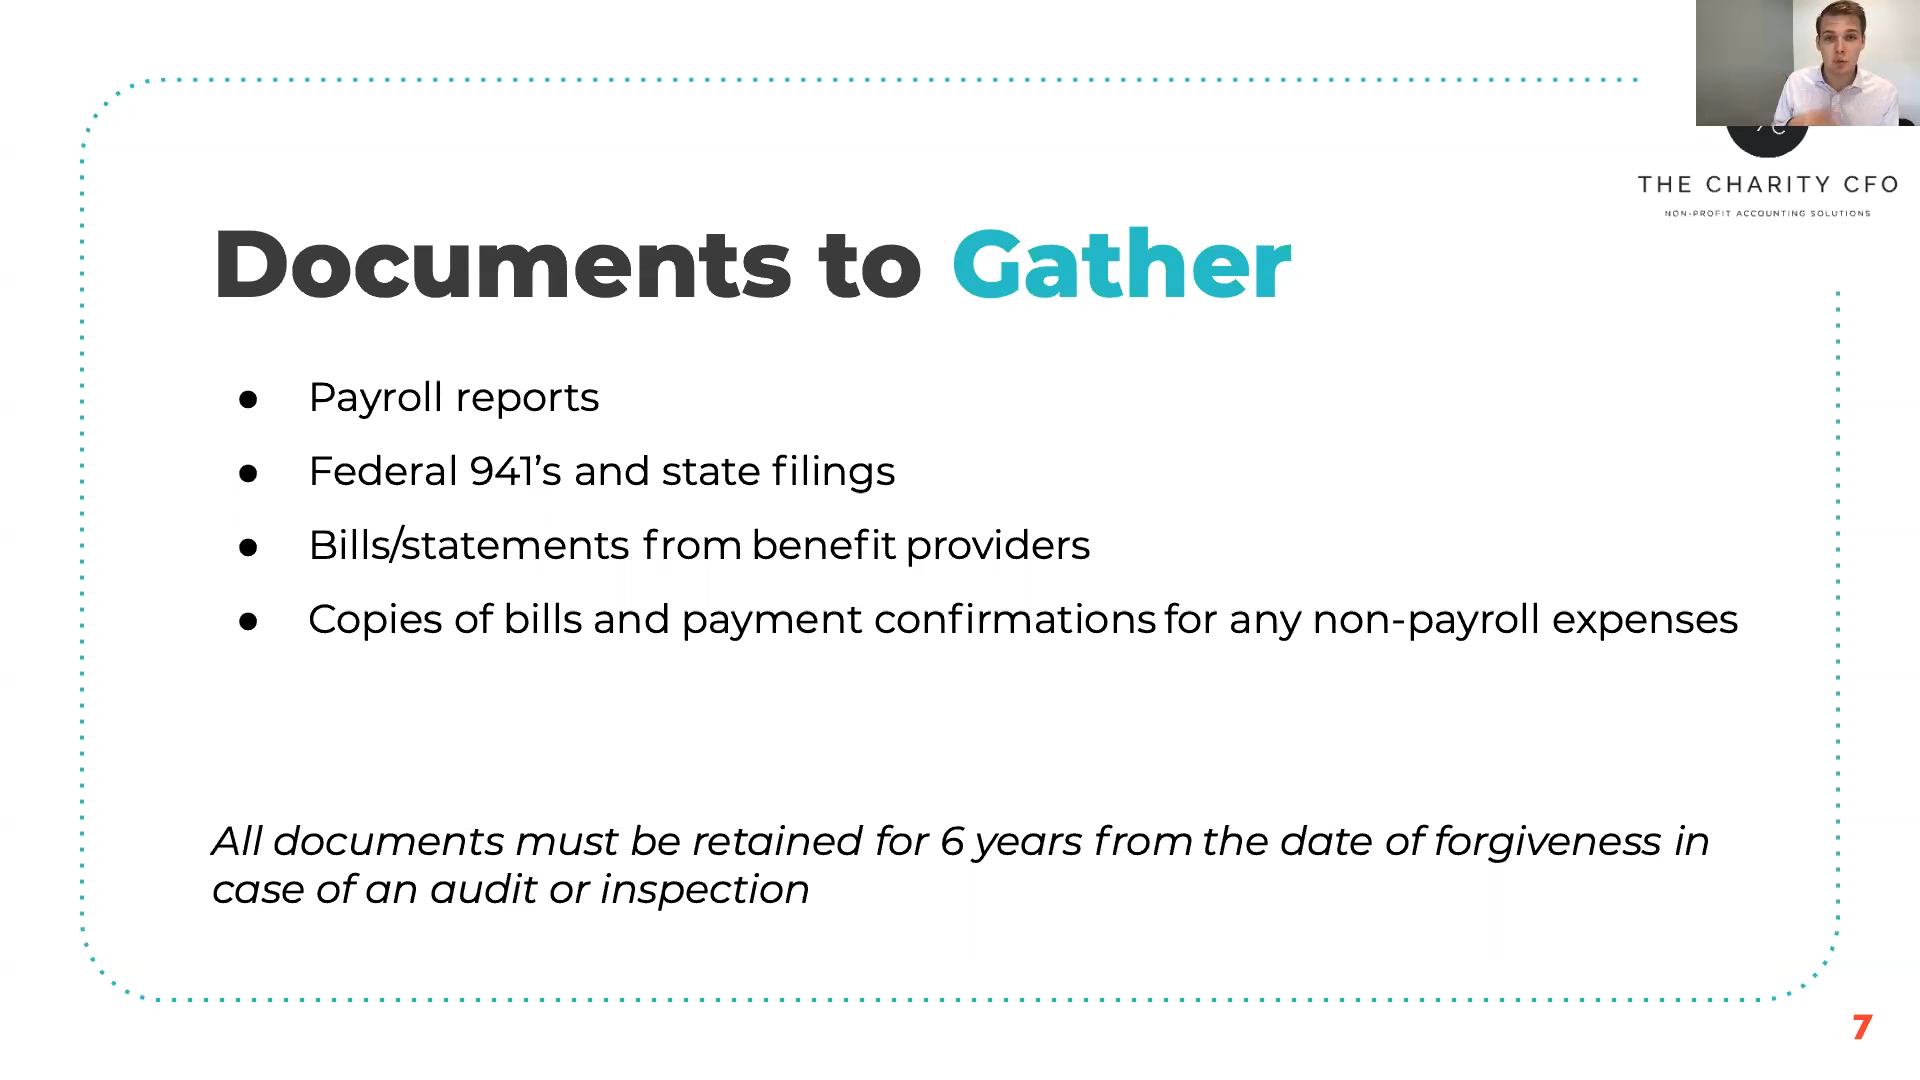 THE CHARITY CFO
NON-PROFIT ACCOUNTING SOLUTIONS
Documents to Gather
● Payroll reports
● Federal 941’s and state filings
● Bills/statements from benefit providers
● Copies of bills and payment confirmations for any non-payroll expenses
All documents must be retained for 6 years from the date of forgiveness in
case of an audit or inspection
7